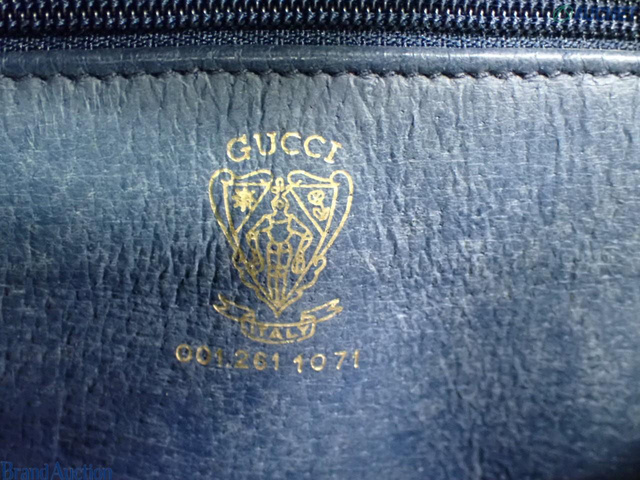 GUCCI
ITALY
001.261 1071
Brand Auction